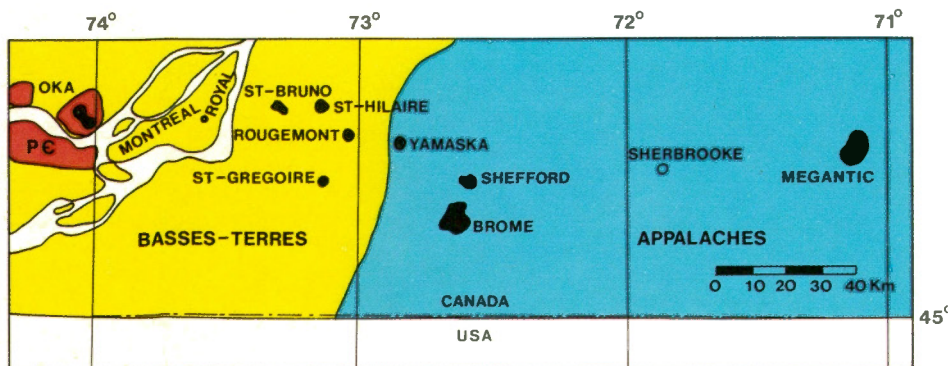 74° 73° 72° 71°
OKA
ST-BRUNO
ROYAL
ST-HILAIRE
MONTREAL
ROUGEMONT
P€
YAMASKA
SHERBROOKE
ST-GREGOIRE
SHEFFORD
MEGANTIC
BROME
BASSES-TERRES
APPALACHES
0 10 20 30 40 Km
CANADA
45°
USA